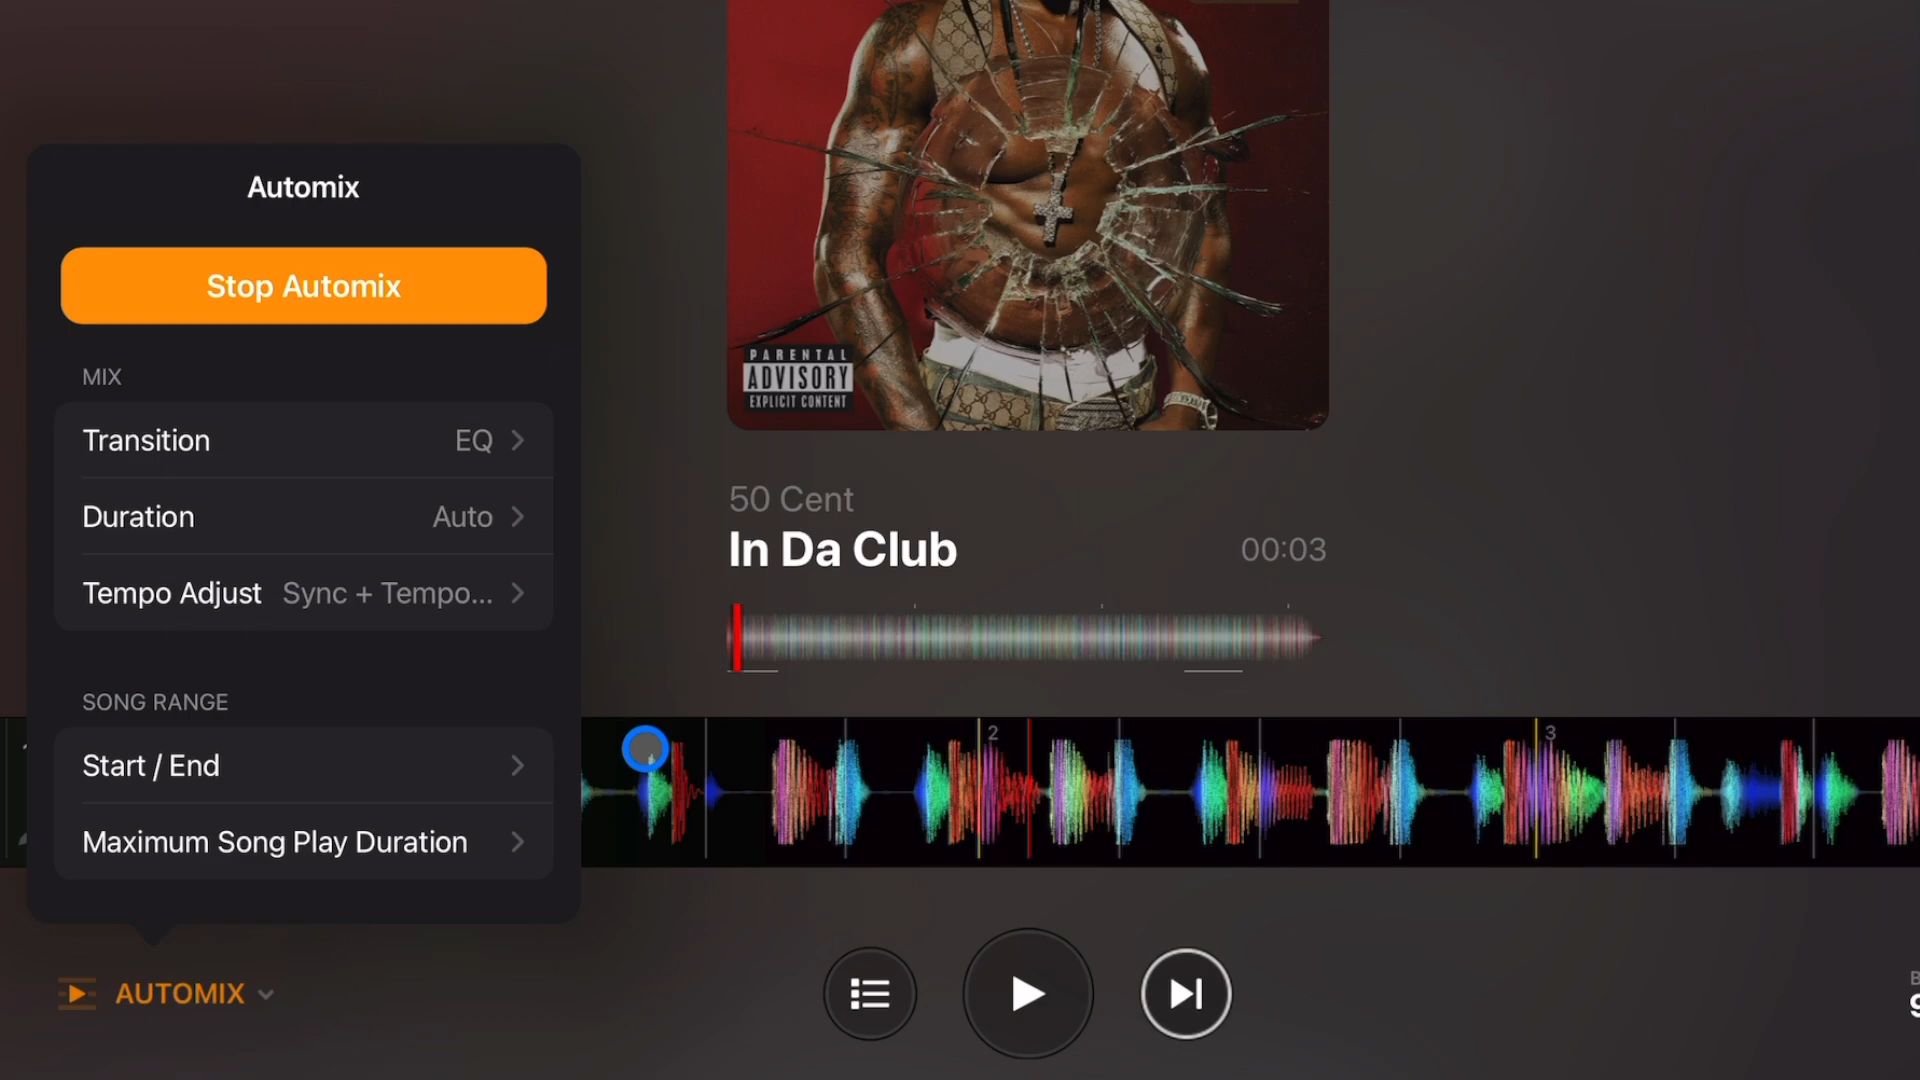 Automix
Stop Automix
MIX
Transition EQ
Duration Auto
Tempo Adjust Sync + Tempo...
SONG RANGE
Start / End
Maximum Song Play Duration
AUTOMIX
PARENTAL
ADVISORY
EXPLICIT CONTENT
50 Cent
In Da Club 00:03
2
3